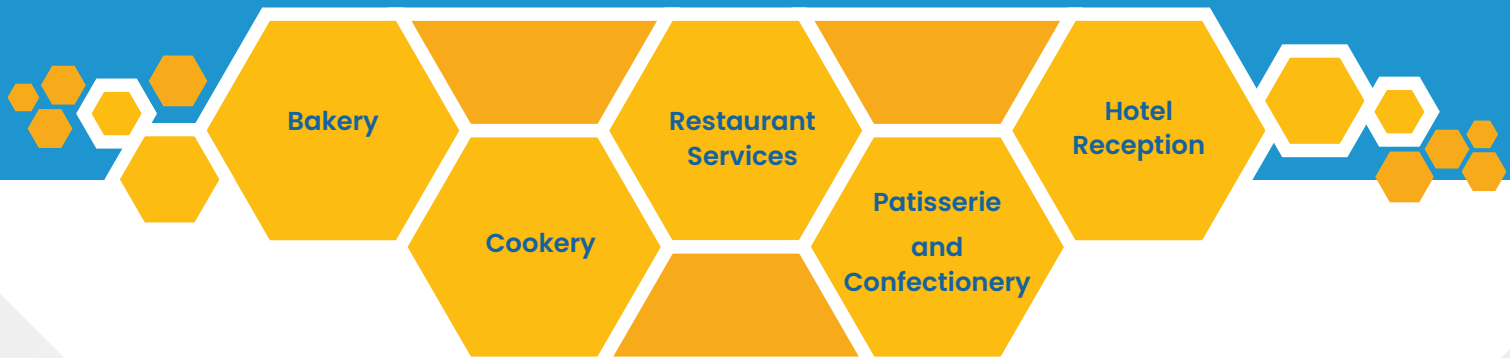 Bakery
Cookery
Restaurant
Services
Patisserie
and
Confectionery
Hotel
Reception